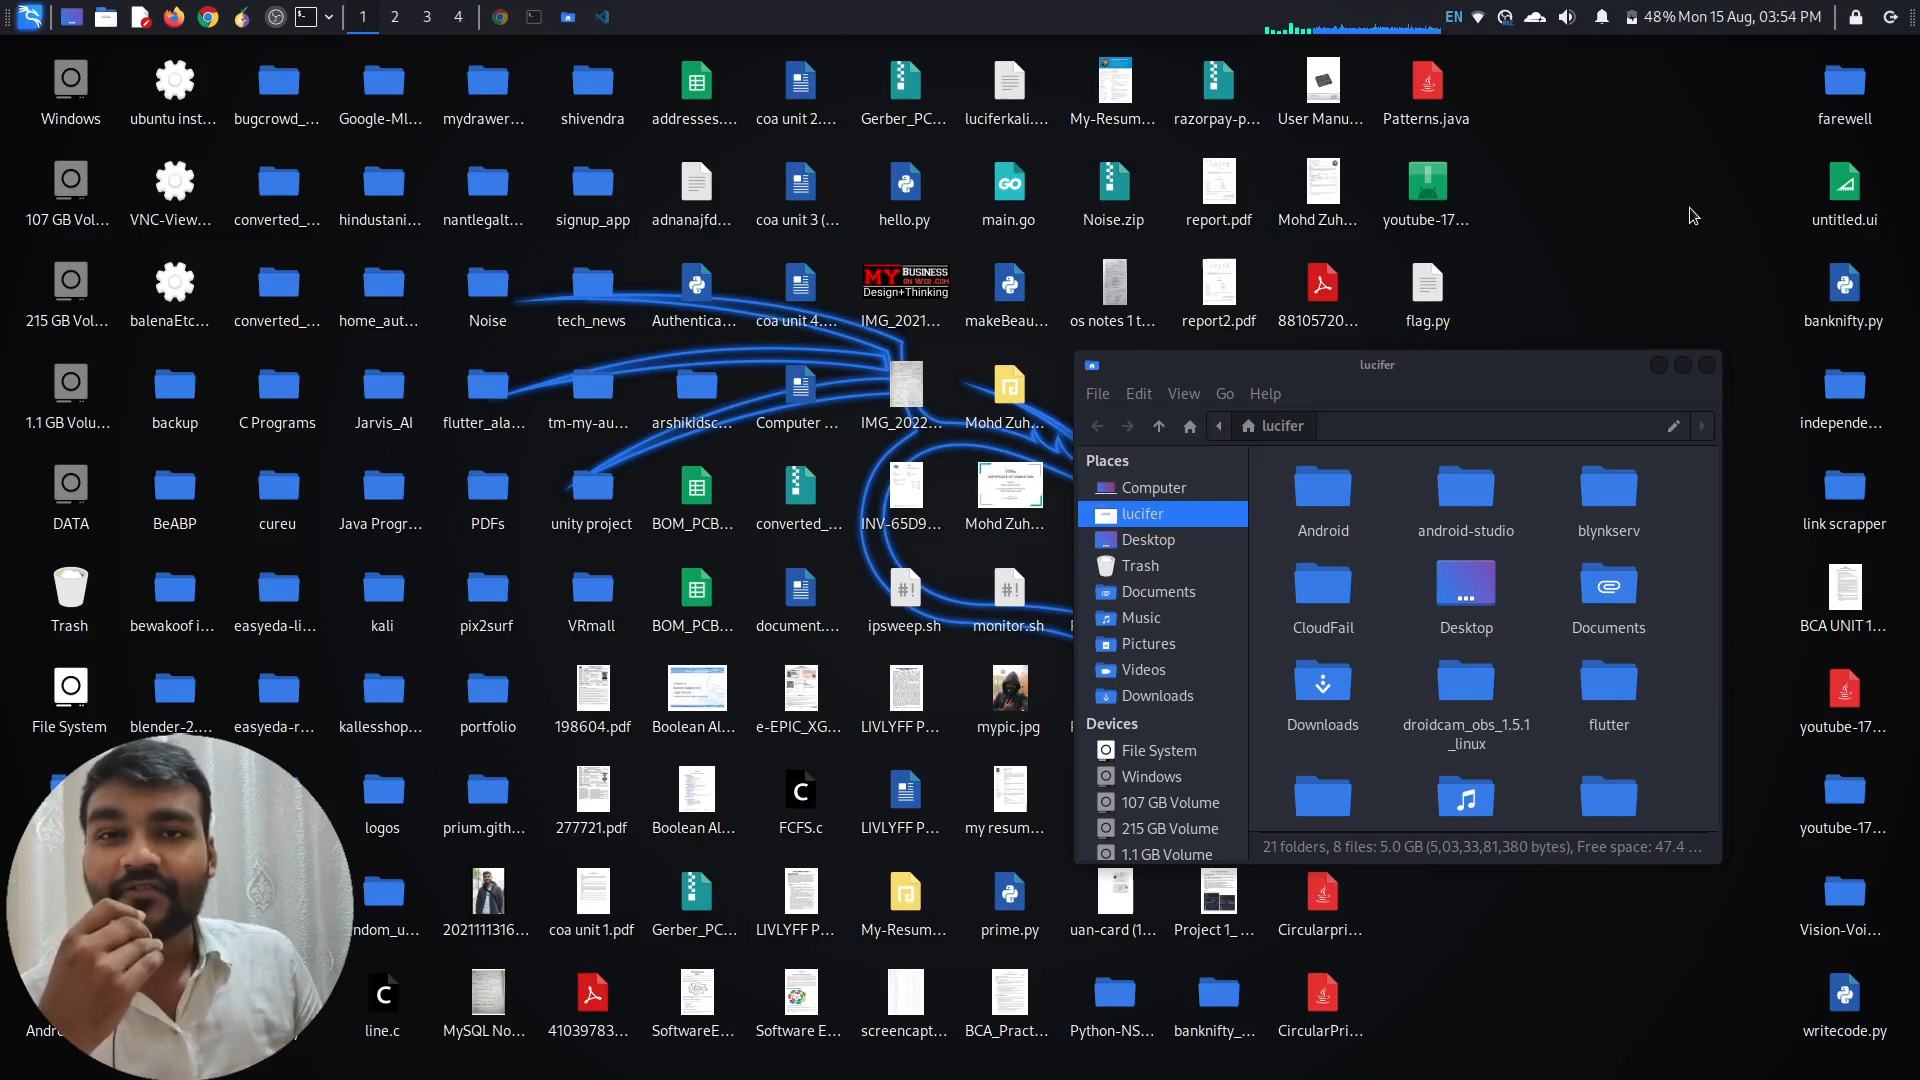 1 2 3 4 EN 48% Mon 15 Aug, 03:54 PM
Windows ubuntu inst... bugcrowd_... Google-Ml... mydrawer... shivendra addresses.... coa unit 2.... Gerber_PC... luciferkali.... My-Resum... razorpay-p... User Manu... Patterns.java farewell
107 GB Vol... VNC-View... converted_... hindustani... nantlegalt... signup_app adnanajfd... coa unit 3 (... hello.py main.go Noise.zip report.pdf Mohd Zuh... youtube-17... untitled.ui
MY BUSINESS
ON WEB.COM
Design+Thinking
215 GB Vol... balenaEtc... converted_... home_aut... Noise tech_news Authentica... coa unit 4.... IMG_2021... makeBeau... os notes 1 t... report2.pdf 88105720... flag.py banknifty.py
1.1 GB Volu... backup C Programs Jarvis_AI flutter_ala... tm-my-au... arshikidsc... Computer ... IMG_2022... Mohd Zuh... independe...
DATA BeABP cureu Java Progr... PDFs unity project BOM_PCB... converted_... INV-65D9... Mohd Zuh... link scrapper
Trash bewakoof i... easyeda-li... kali pix2surf VRmall BOM_PCB... document.... ipsweep.sh monitor.sh BCA UNIT 1...
File System blender-2.... easyeda-r... kallesshop... portfolio 198604.pdf Boolean Al... e-EPIC_XG... LIVLYFF P... mypic.jpg youtube-17...
logos prium.gith... 277721.pdf Boolean Al... FCFS.c LIVLYFF P... my resum... youtube-17...
ndom_u... 2021111316... coa unit 1.pdf Gerber_PC... LIVLYFF P... My-Resum... prime.py uan-card (1... Project 1_ ... Circularpri... Vision-Voi...
Andr line.c MySQL No... 41039783... SoftwareE... Software E... screencapt... BCA_Pract... Python-NS... banknifty_... CircularPri... writecode.py
lucifer
File Edit View Go Help
lucifer
Places
Computer
lucifer
Desktop
Trash
Documents
Music
Pictures
Videos
Downloads
Devices
File System
Windows
107 GB Volume
215 GB Volume
1.1 GB Volume
Android android-studio blynkserv
CloudFail Desktop Documents
Downloads droidcam_obs_1.5.1
_linux flutter
21 folders, 8 files: 5.0 GB (5,03,33,81,380 bytes), Free space: 47.4 ...